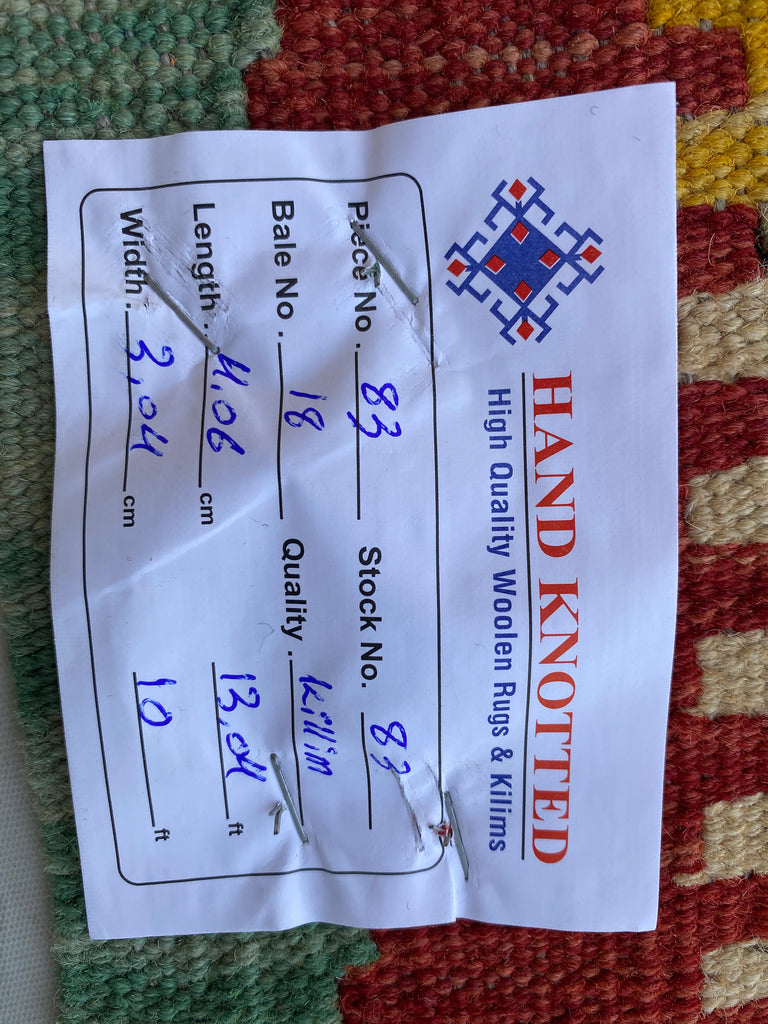 HAND KNOTTED
High Quality Woolen Rugs & Kilims
Piece No. 83 Stock No. 83
Bale No. 18 Quality. killim
Length. 4,06 cm 13,04 ft
Width. 3,04 cm 10 ft